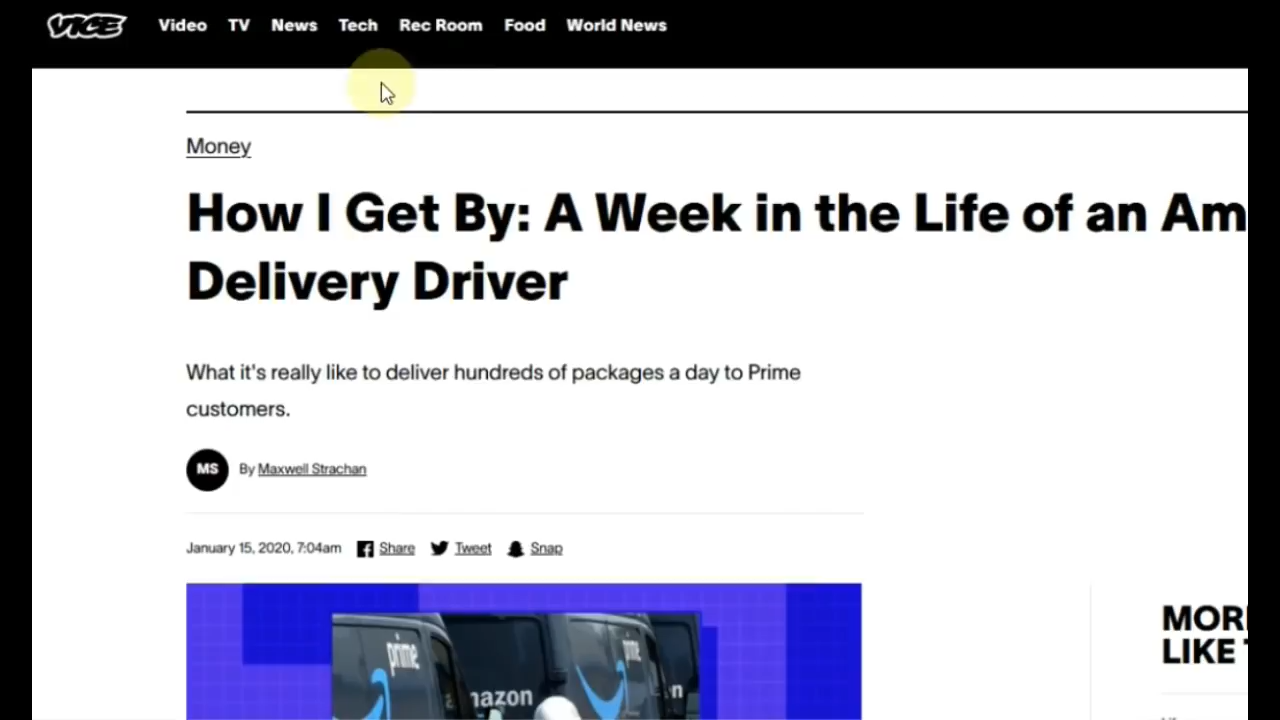 VICE Video TV News Tech Rec Room Food World News
Money
How I Get By: A Week in the Life of an Am
Delivery Driver
What it's really like to deliver hundreds of packages a day to Prime
customers.
MS By Maxwell Strachan
January 15, 2020, 7:04am Share Tweet Snap
MORE
LIKE T
prime
prime
mazon
n